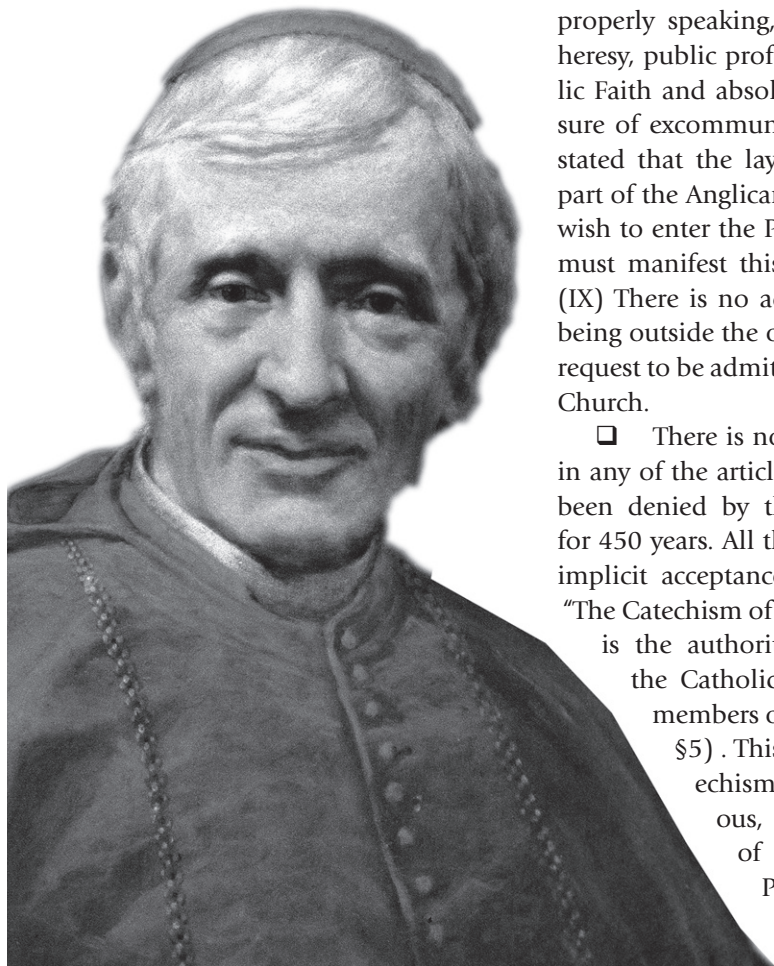 properly speaking,
heresy, public prof
lic Faith and absol
sure of excommun
stated that the lay
part of the Anglican
wish to enter the P
must manifest this
(IX) There is no ac
being outside the c
request to be admit
Church.
❑ There is no
in any of the articl
been denied by th
for 450 years. All th
implicit acceptance
“The Catechism of
is the authorit
the Catholic
members o
§5) . This
echism
ous,
of
P